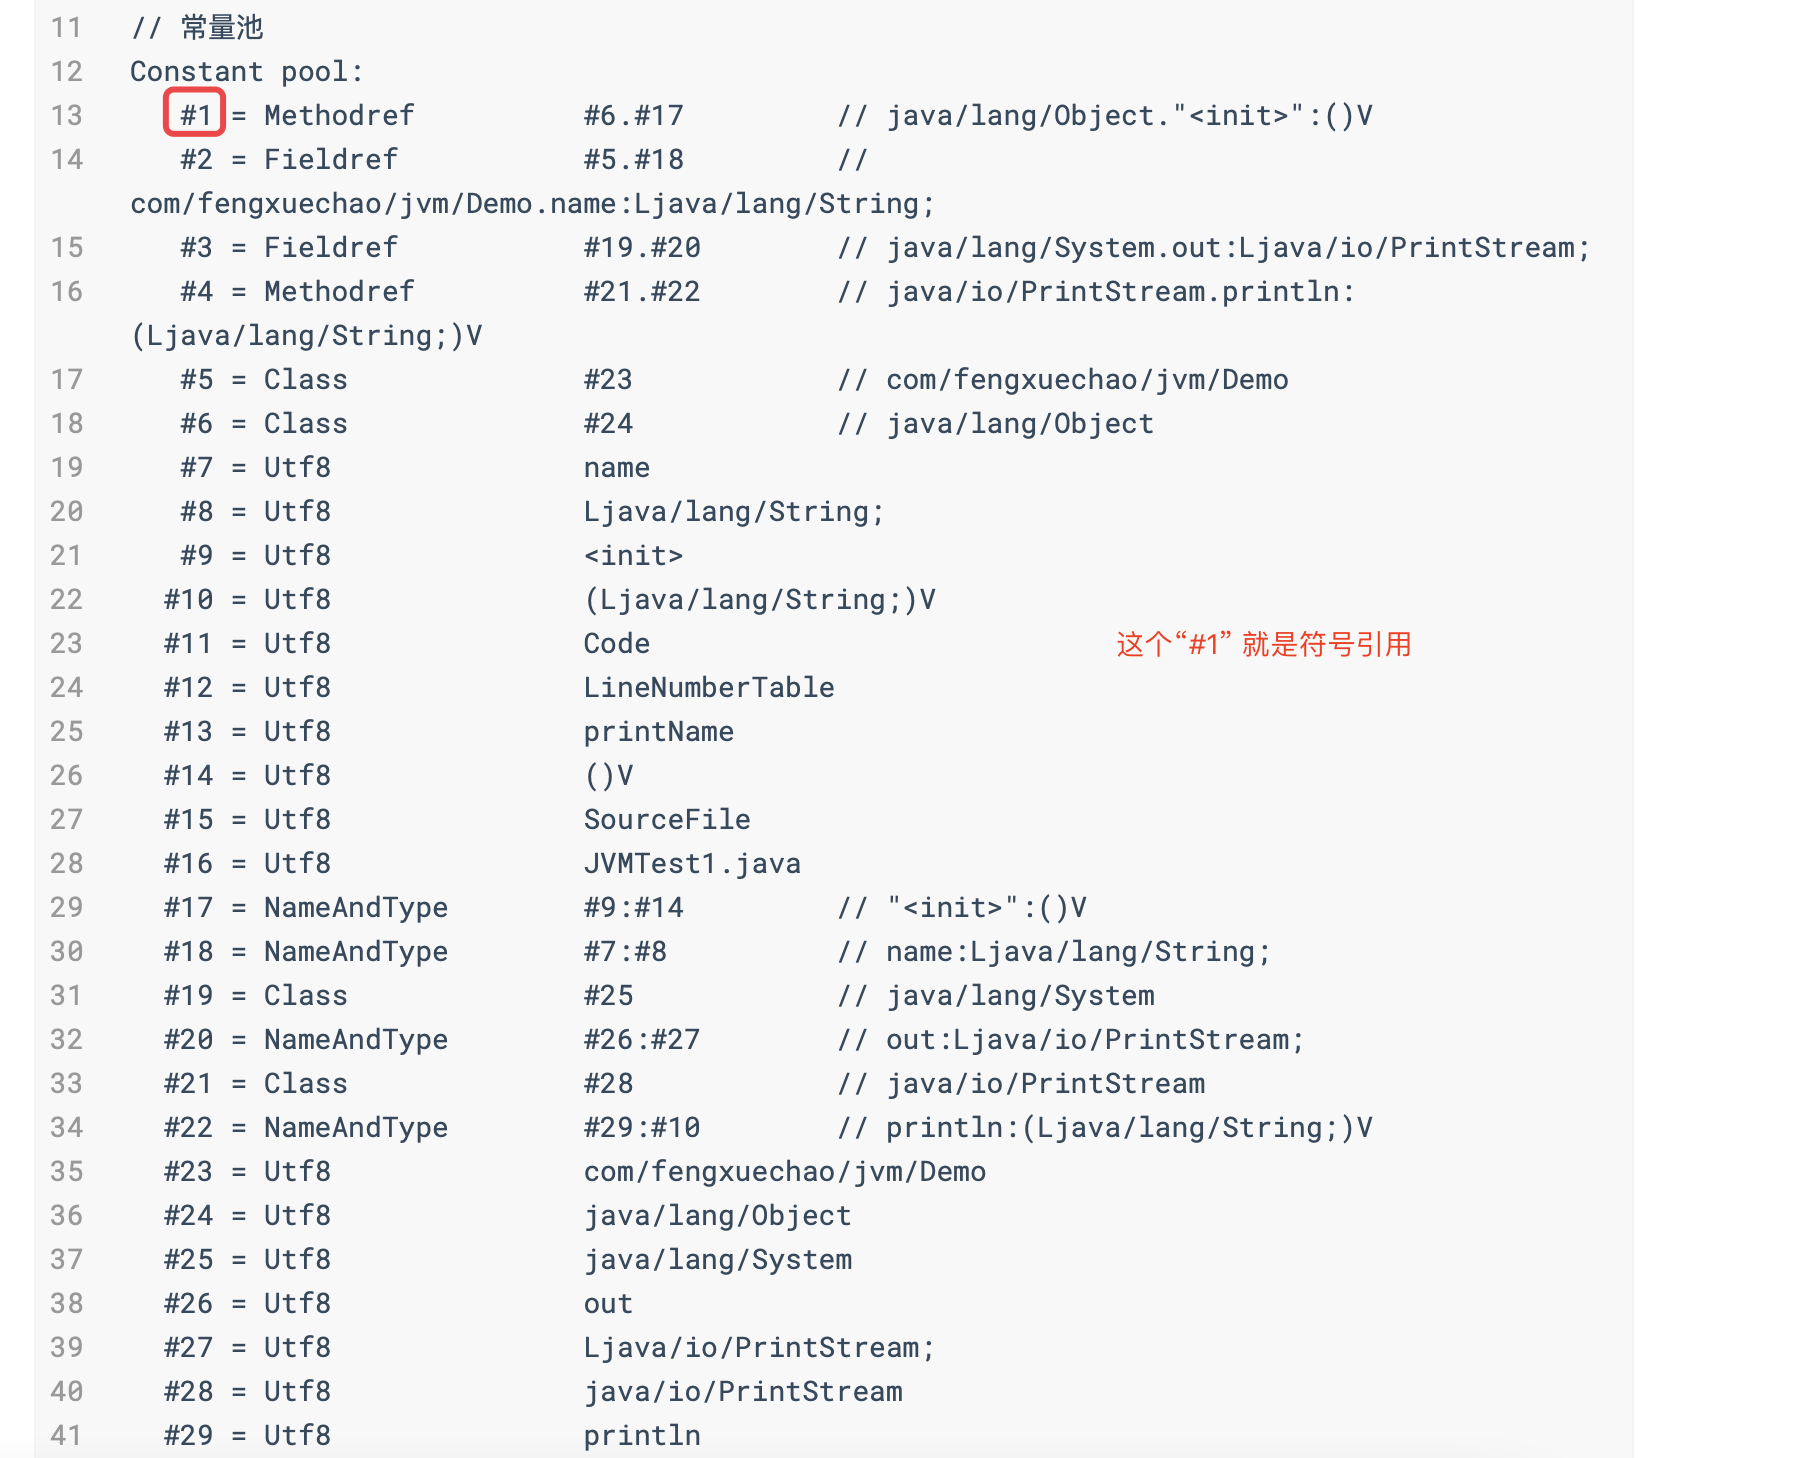 11 // 常量池
12 Constant pool:
13 #1 = Methodref #6.#17 // java/lang/Object."<init>":()V
14 #2 = Fieldref #5.#18 //
com/fengxuechao/jvm/Demo.name:Ljava/lang/String;
15 #3 = Fieldref #19.#20 // java/lang/System.out:Ljava/io/PrintStream;
16 #4 = Methodref #21.#22 // java/io/PrintStream.println:
(Ljava/lang/String;)V
17 #5 = Class #23 // com/fengxuechao/jvm/Demo
18 #6 = Class #24 // java/lang/Object
19 #7 = Utf8 name
20 #8 = Utf8 Ljava/lang/String;
21 #9 = Utf8 <init>
22 #10 = Utf8 (Ljava/lang/String;)V
23 #11 = Utf8 Code 这个“#1” 就是符号引用
24 #12 = Utf8 LineNumberTable
25 #13 = Utf8 printName
26 #14 = Utf8 ()V
27 #15 = Utf8 SourceFile
28 #16 = Utf8 JVMTest1.java
29 #17 = NameAndType #9:#14 // "<init>":()V
30 #18 = NameAndType #7:#8 // name:Ljava/lang/String;
31 #19 = Class #25 // java/lang/System
32 #20 = NameAndType #26:#27 // out:Ljava/io/PrintStream;
33 #21 = Class #28 // java/io/PrintStream
34 #22 = NameAndType #29:#10 // println:(Ljava/lang/String;)V
35 #23 = Utf8 com/fengxuechao/jvm/Demo
36 #24 = Utf8 java/lang/Object
37 #25 = Utf8 java/lang/System
38 #26 = Utf8 out
39 #27 = Utf8 Ljava/io/PrintStream;
40 #28 = Utf8 java/io/PrintStream
41 #29 = Utf8 println